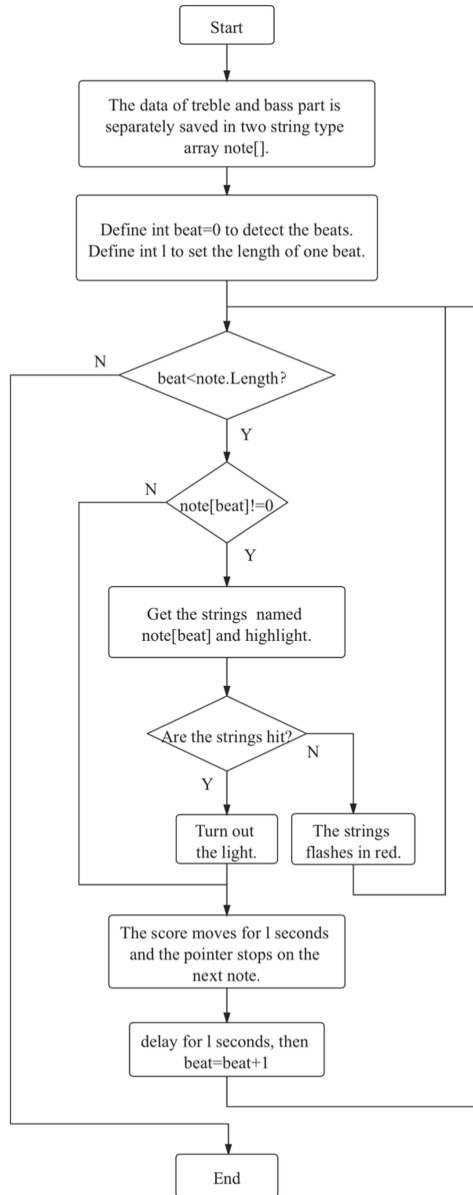 Start
The data of treble and bass part is
separately saved in two string type
array note[].
Define int beat=0 to detect the beats.
Define int l to set the length of one beat.
N
beat<note.Length?
Y
N
note[beat]!=0
Y
Get the strings named
note[beat] and highlight.
Are the strings hit?
N
Y
Turn out
the light.
The strings
flashes in red.
The score moves for l seconds
and the pointer stops on the
next note.
delay for l seconds, then
beat=beat+1
End